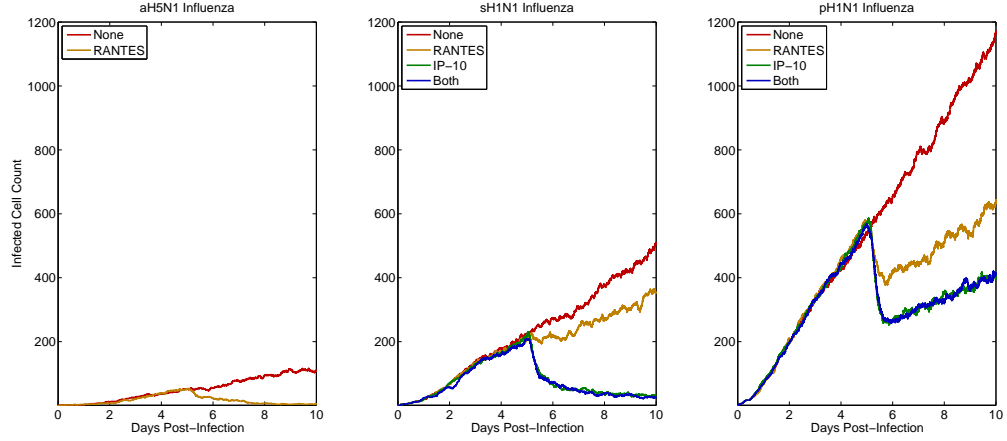 aH5N1 Influenza
None
RANTES
1200
1000
800
600
400
200
0 2 4 6 8 10
Days Post−Infection
Infected Cell Count
sH1N1 Influenza
None
RANTES
IP−10
Both
1200
1000
800
600
400
200
0 2 4 6 8 10
Days Post−Infection
pH1N1 Influenza
None
RANTES
IP−10
Both
1200
1000
800
600
400
200
0 2 4 6 8 10
Days Post−Infection